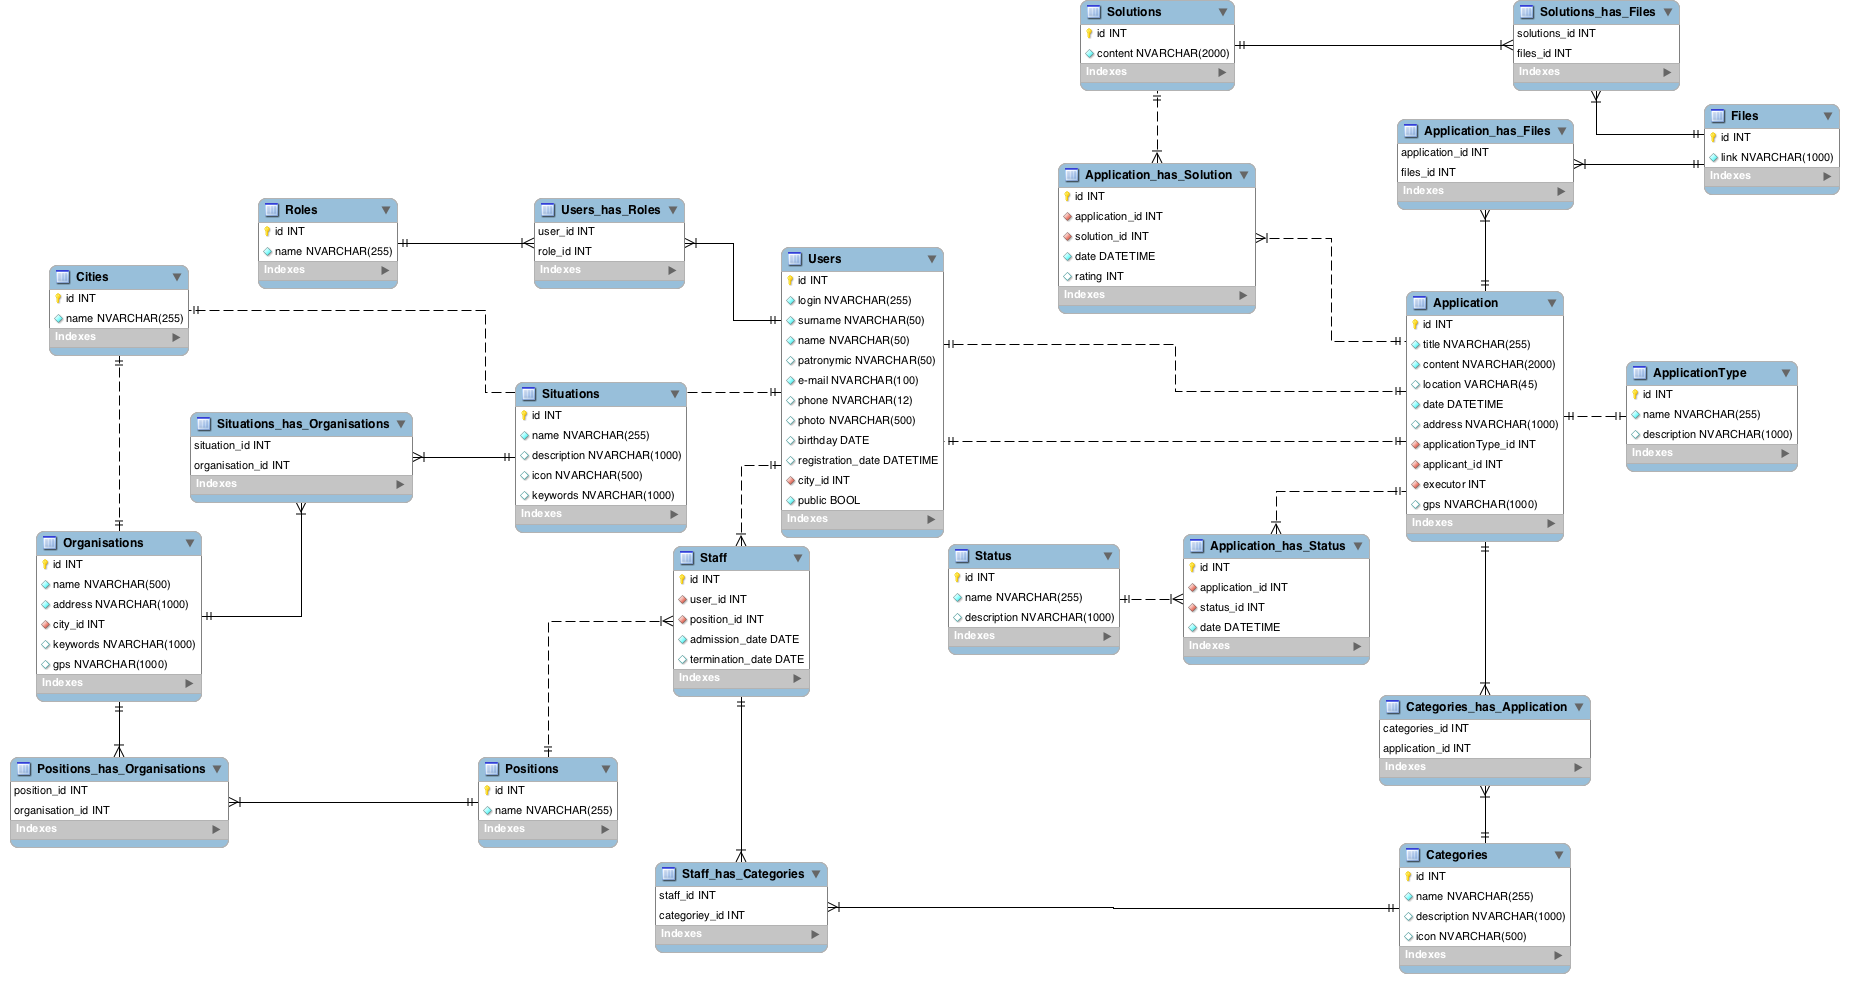 Solutions
id INT
content NVARCHAR(2000)
Indexes
Solutions_has_Files
solutions_id INT
files_id INT
Indexes
Files
id INT
link NVARCHAR(1000)
Indexes
Application_has_Files
application_id INT
files_id INT
Indexes
Application_has_Solution
id INT
application_id INT
solution_id INT
date DATETIME
rating INT
Indexes
Roles
id INT
name NVARCHAR(255)
Indexes
Users_has_Roles
user_id INT
role_id INT
Indexes
Users
id INT
login NVARCHAR(255)
surname NVARCHAR(50)
name NVARCHAR(50)
patronymic NVARCHAR(50)
e-mail NVARCHAR(100)
phone NVARCHAR(12)
photo NVARCHAR(500)
birthday DATE
registration_date DATETIME
city_id INT
public BOOL
Indexes
Cities
id INT
name NVARCHAR(255)
Indexes
Application
id INT
title NVARCHAR(255)
content NVARCHAR(2000)
location VARCHAR(45)
date DATETIME
address NVARCHAR(1000)
applicationType_id INT
applicant_id INT
executor INT
gps NVARCHAR(1000)
Indexes
ApplicationType
id INT
name NVARCHAR(255)
description NVARCHAR(1000)
Indexes
Situations
id INT
name NVARCHAR(255)
description NVARCHAR(1000)
icon NVARCHAR(500)
keywords NVARCHAR(1000)
Indexes
Situations_has_Organisations
situation_id INT
organisation_id INT
Indexes
Organisations
id INT
name NVARCHAR(500)
address NVARCHAR(1000)
city_id INT
keywords NVARCHAR(1000)
gps NVARCHAR(1000)
Indexes
Staff
id INT
user_id INT
position_id INT
admission_date DATE
termination_date DATE
Indexes
Status
id INT
name NVARCHAR(255)
description NVARCHAR(1000)
Indexes
Application_has_Status
id INT
application_id INT
status_id INT
date DATETIME
Indexes
Categories_has_Application
categories_id INT
application_id INT
Indexes
Positions_has_Organisations
position_id INT
organisation_id INT
Indexes
Positions
id INT
name NVARCHAR(255)
Indexes
Staff_has_Categories
staff_id INT
categoriey_id INT
Indexes
Categories
id INT
name NVARCHAR(255)
description NVARCHAR(1000)
icon NVARCHAR(500)
Indexes